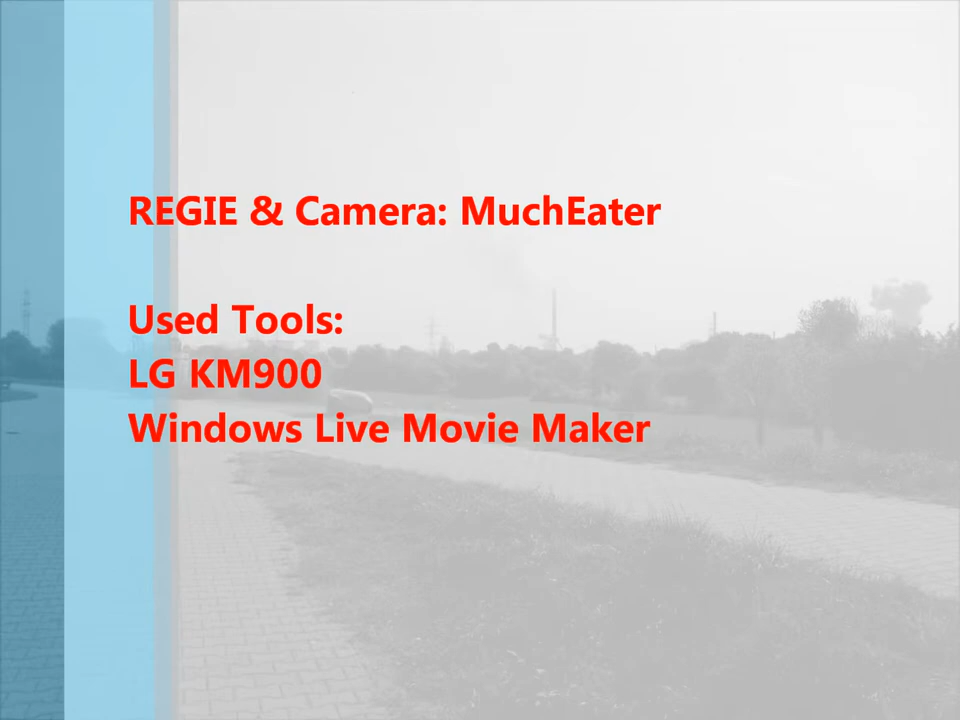 REGIE & Camera: MuchEater
Used Tools:
LG KM900
Windows Live Movie Maker